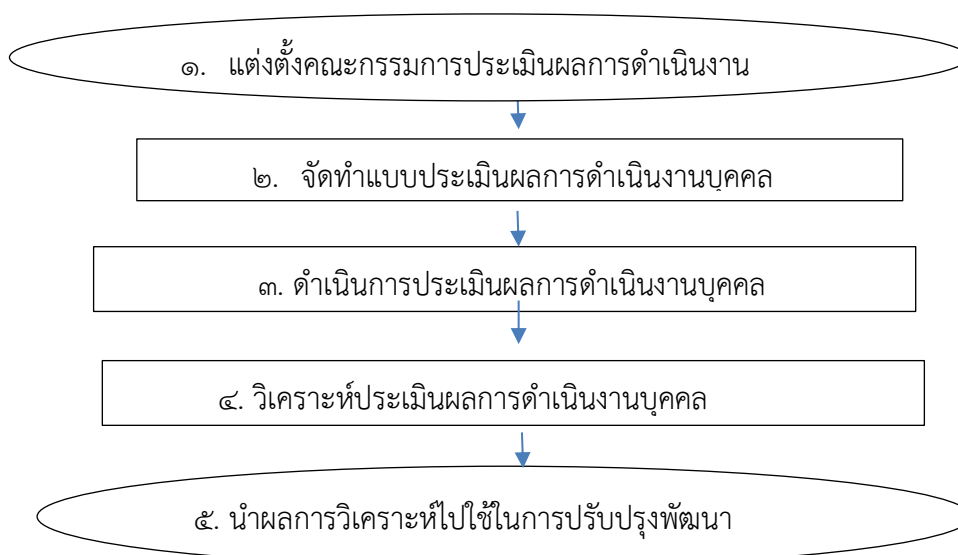 ๑. แต่งตั้งคณะกรรมการประเมินผลการดำเนินงาน
๒. จัดทำแบบประเมินผลการดำเนินงานบุคคล
๓. ดำเนินการประเมินผลการดำเนินงานบุคคล
๔. วิเคราะห์ประเมินผลการดำเนินงานบุคคล
๕. นำผลการวิเคราะห์ไปใช้ในการปรับปรุงพัฒนา